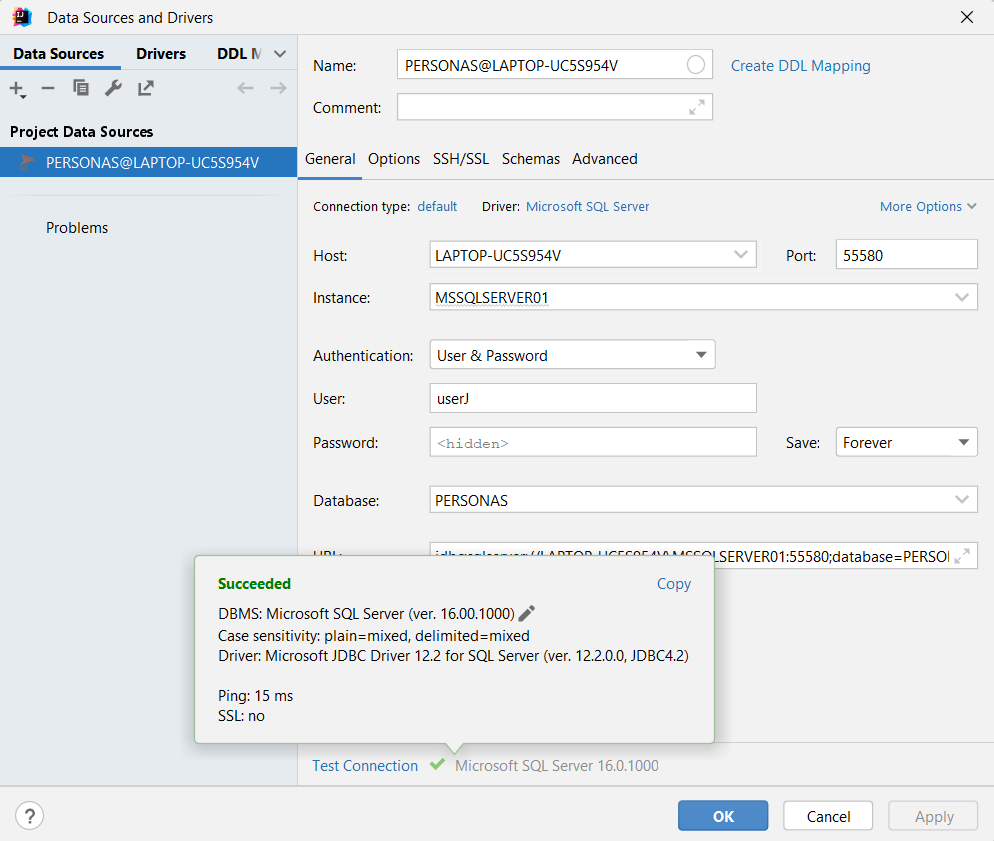 Data Sources and Drivers
Data Sources Drivers DDL
Project Data Sources
PERSONAS@LAPTOP-UC5S954V
Problems
Name: PERSONAS@LAPTOP-UC5S954V Create DDL Mapping
Comment:
General Options SSH/SSL Schemas Advanced
Connection type: default Driver: Microsoft SQL Server More Options
Host: LAPTOP-UC5S954V Port: 55580
Instance: MSSQLSERVER01
Authentication: User & Password
User: userJ
Password: <hidden> Save: Forever
Database: PERSONAS
URL: jdbc:sqlserver://LAPTOP-UC5S954V\MSSQLSERVER01:55580;database=PERSO
Succeeded Copy
DBMS: Microsoft SQL Server (ver. 16.00.1000)
Case sensitivity: plain=mixed, delimited=mixed
Driver: Microsoft JDBC Driver 12.2 for SQL Server (ver. 12.2.0.0, JDBC4.2)
Ping: 15 ms
SSL: no
Test Connection Microsoft SQL Server 16.0.1000
? OK Cancel Apply